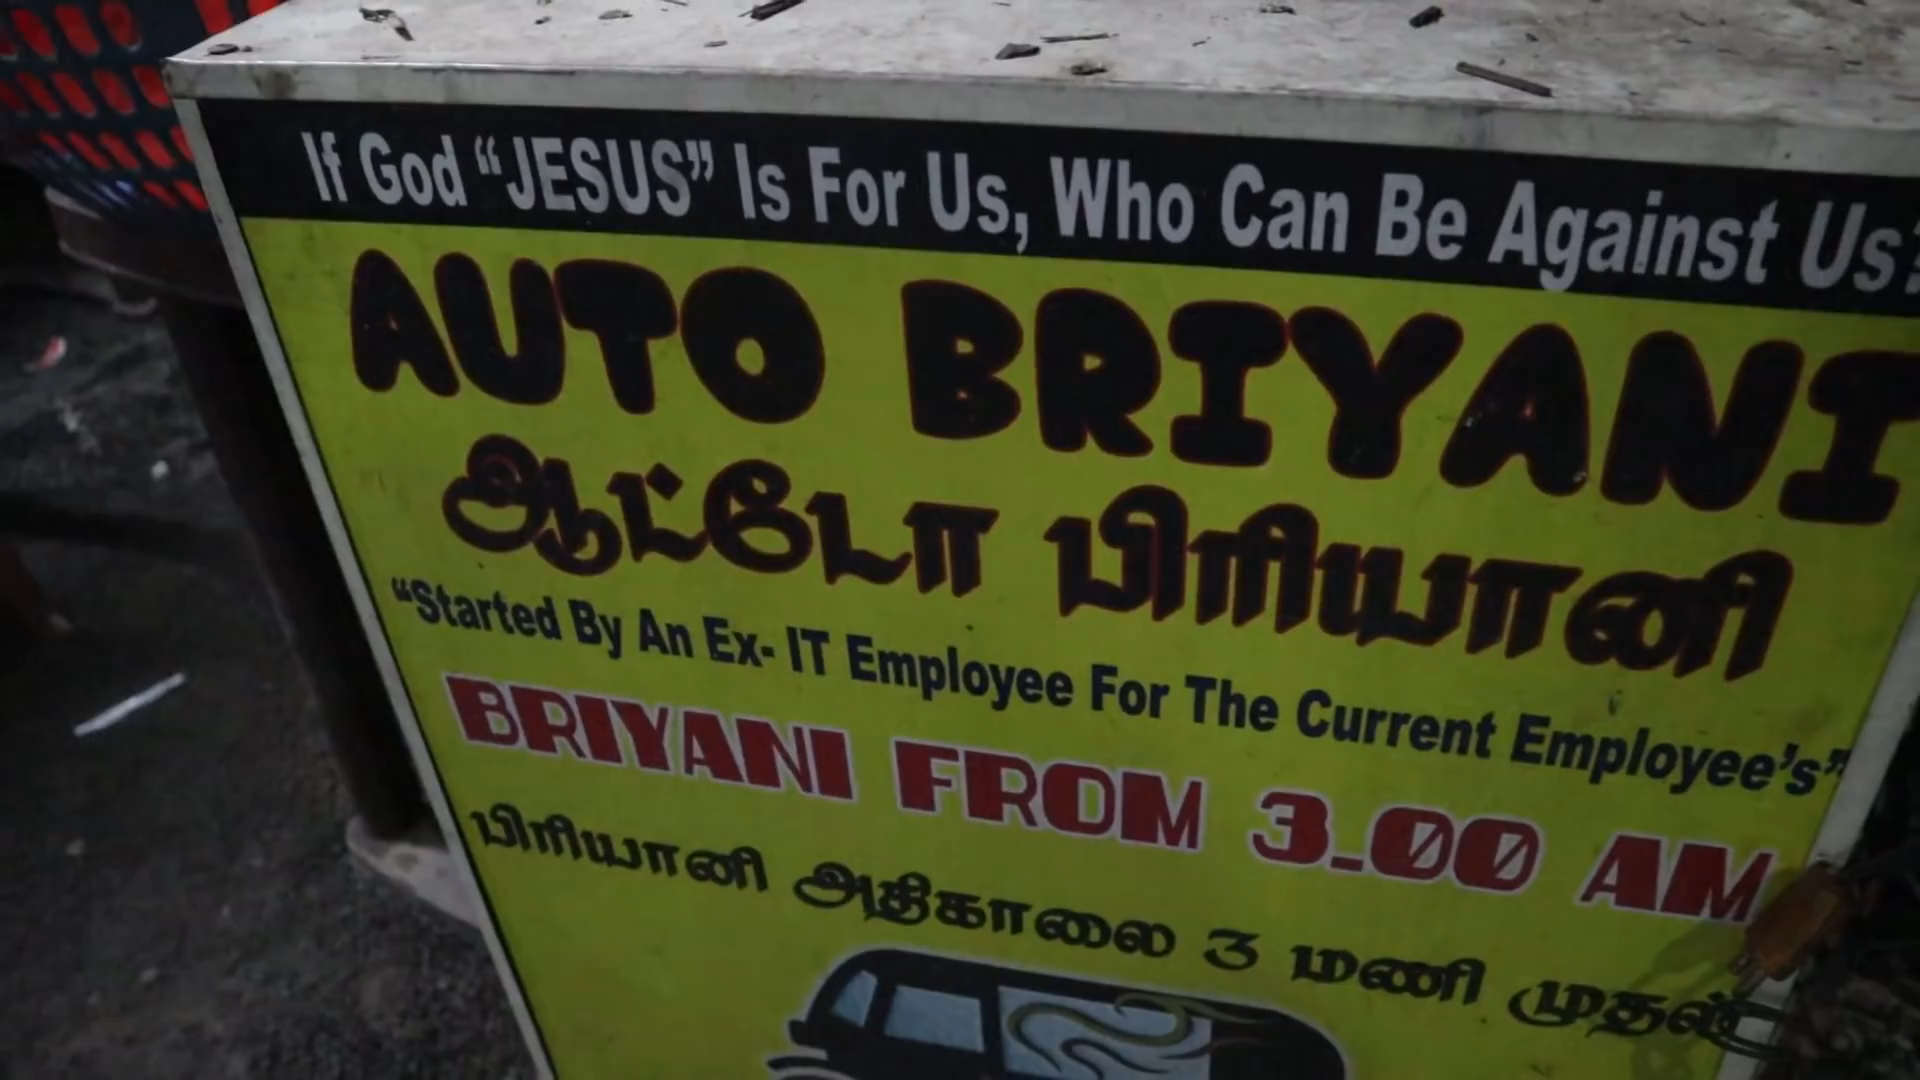 If God “JESUS” Is For Us, Who Can Be Against Us?
AUTO BRIYANI
ஆட்டோ பிரியாணி
“Started By An Ex- IT Employee For The Current Employee’s”
BRIYANI FROM 3.00 AM
பிரியாணி அதிகாலை 3 மணி முதல்